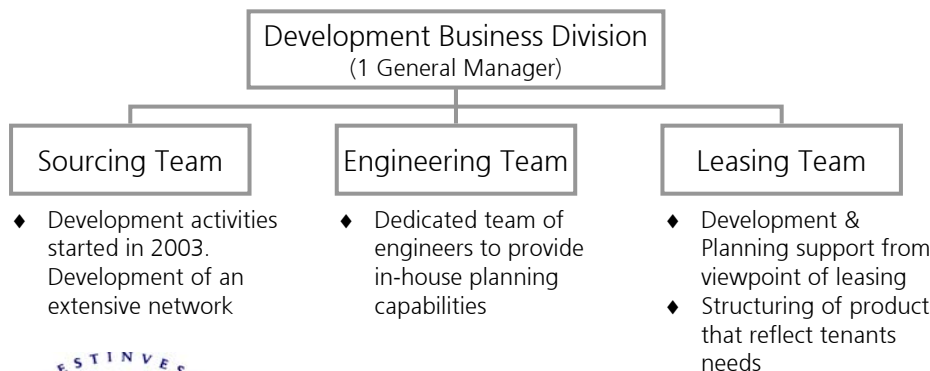 Development Business Division
(1 General Manager)
Sourcing Team
Engineering Team
Leasing Team
♦ Development activities
started in 2003.
Development of an
extensive network
♦ Dedicated team of
engineers to provide
in-house planning
capabilities
♦ Development &
Planning support from
viewpoint of leasing
♦ Structuring of product
that reflect tenants
needs